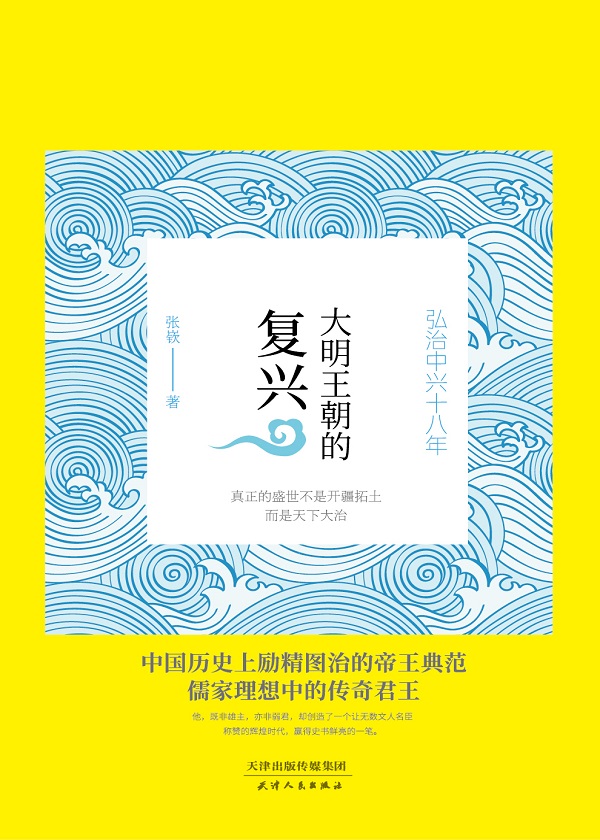 弘治中兴十八年
大明王朝的
复兴
张嵚 著
真正的盛世不是开疆拓土
而是天下大治
中国历史上励精图治的帝王典范
儒家理想中的传奇君王
他，既非雄主，亦非弱君，却创造了一个让无数文人名臣
称赞的辉煌时代，赢得史书鲜亮的一笔。
天津出版传媒集团
天津人民出版社